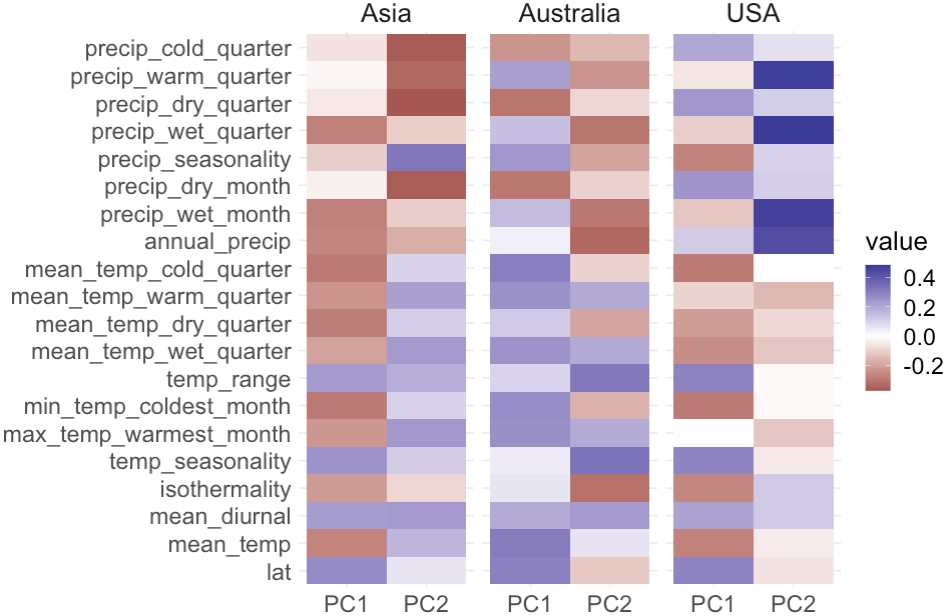 Asia Australia USA
precip_cold_quarter
precip_warm_quarter
precip_dry_quarter
precip_wet_quarter
precip_seasonality
precip_dry_month
precip_wet_month
annual_precip
mean_temp_cold_quarter
mean_temp_warm_quarter
mean_temp_dry_quarter
mean_temp_wet_quarter
temp_range
min_temp_coldest_month
max_temp_warmest_month
temp_seasonality
isothermality
mean_diurnal
mean_temp
lat
PC1 PC2 PC1 PC2 PC1 PC2
value
0.4
0.2
0.0
-0.2